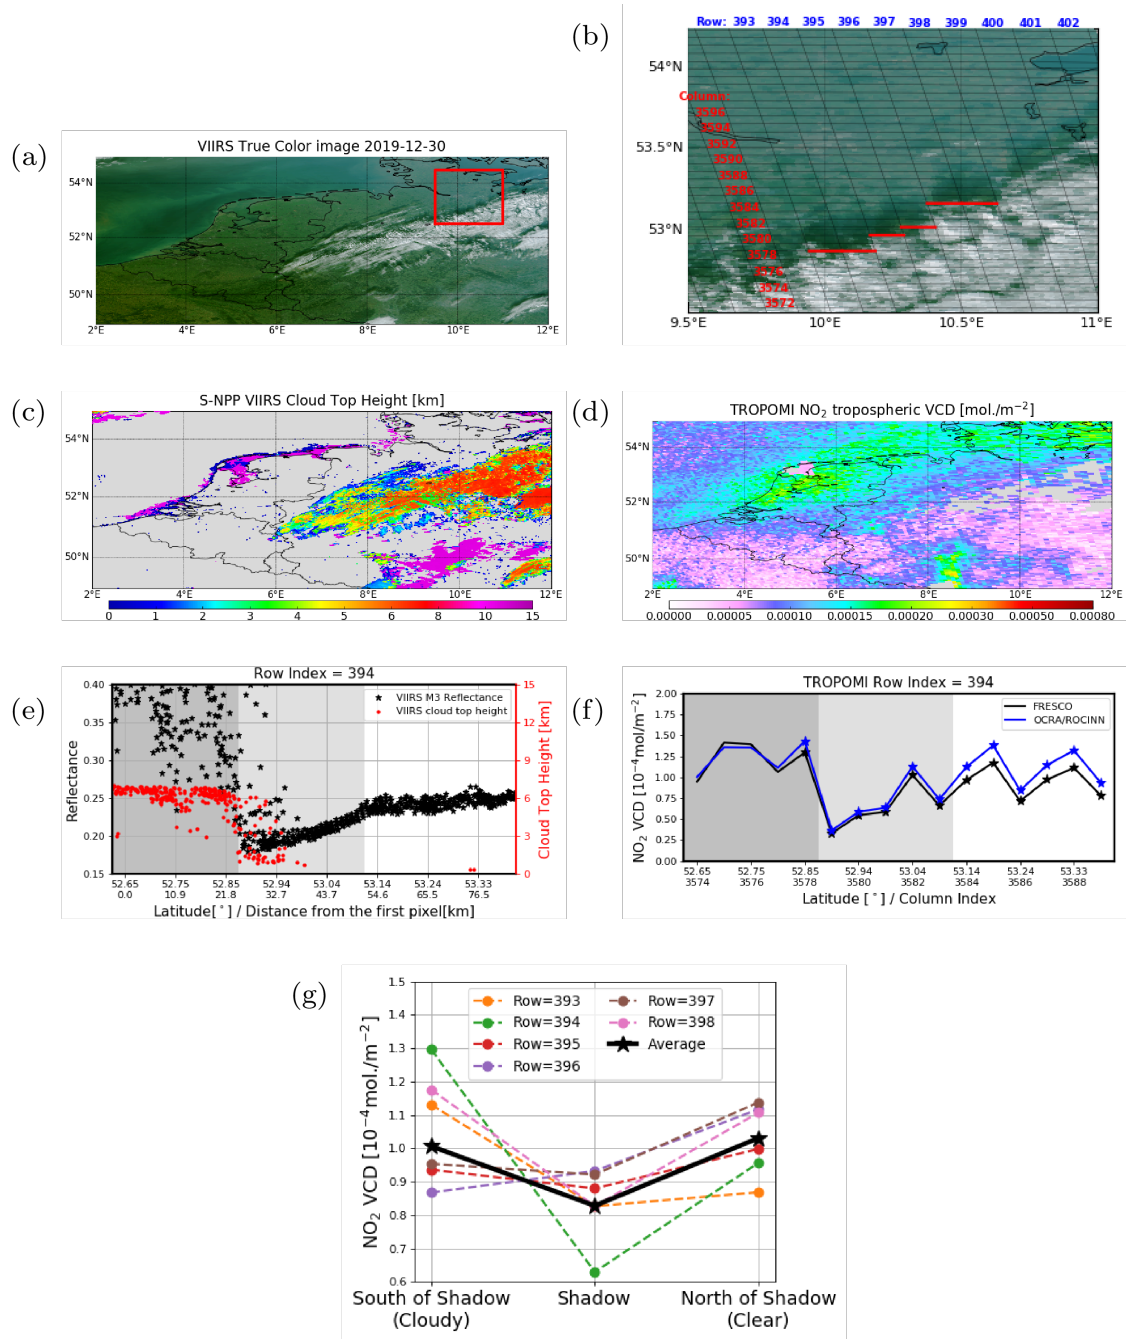 (a)
VIIRS True Color image 2019-12-30
54°N
52°N
50°N
2°E 4°E 6°E 8°E 10°E 12°E
(b)
Row: 393 394 395 396 397 398 399 400 401 402
54°N
53.5°N
53°N
Column:
3596
3594
3592
3590
3588
3586
3584
3582
3580
3578
3576
3574
3572
9.5°E 10°E 10.5°E 11°E
(c)
S-NPP VIIRS Cloud Top Height [km]
54°N
52°N
50°N
2°E 4°E 6°E 8°E 10°E 12°E
0 1 2 3 4 5 6 7 8 10 15
(d)
TROPOMI NO₂ tropospheric VCD [mol./m⁻²]
54°N
52°N
50°N
2°E 4°E 6°E 8°E 10°E 12°E
0.00000 0.00005 0.00010 0.00015 0.00020 0.00030 0.00050 0.00080
(e)
Row Index = 394
VIIRS M3 Reflectance
VIIRS cloud top height
Reflectance
0.40
0.35
0.30
0.25
0.20
0.15
15
12
9
6
3
0
Cloud Top Height [km]
52.65 52.75 52.85 52.94 53.04 53.14 53.24 53.33
0.0 10.9 21.8 32.7 43.7 54.6 65.5 76.5
Latitude[°] / Distance from the first pixel[km]
(f)
TROPOMI Row Index = 394
FRESCO
OCRA/ROCINN
NO₂ VCD [10⁻⁴mol/m⁻²]
2.00
1.75
1.50
1.25
1.00
0.75
0.50
0.25
0.00
52.65 52.75 52.85 52.94 53.04 53.14 53.24 53.33
3574 3576 3578 3580 3582 3584 3586 3588
Latitude [°] / Column Index
(g)
Row=393
Row=394
Row=395
Row=396
Row=397
Row=398
Average
NO₂ VCD [10⁻⁴mol./m⁻²]
1.5
1.4
1.3
1.2
1.1
1.0
0.9
0.8
0.7
0.6
South of Shadow
(Cloudy)
Shadow
North of Shadow
(Clear)